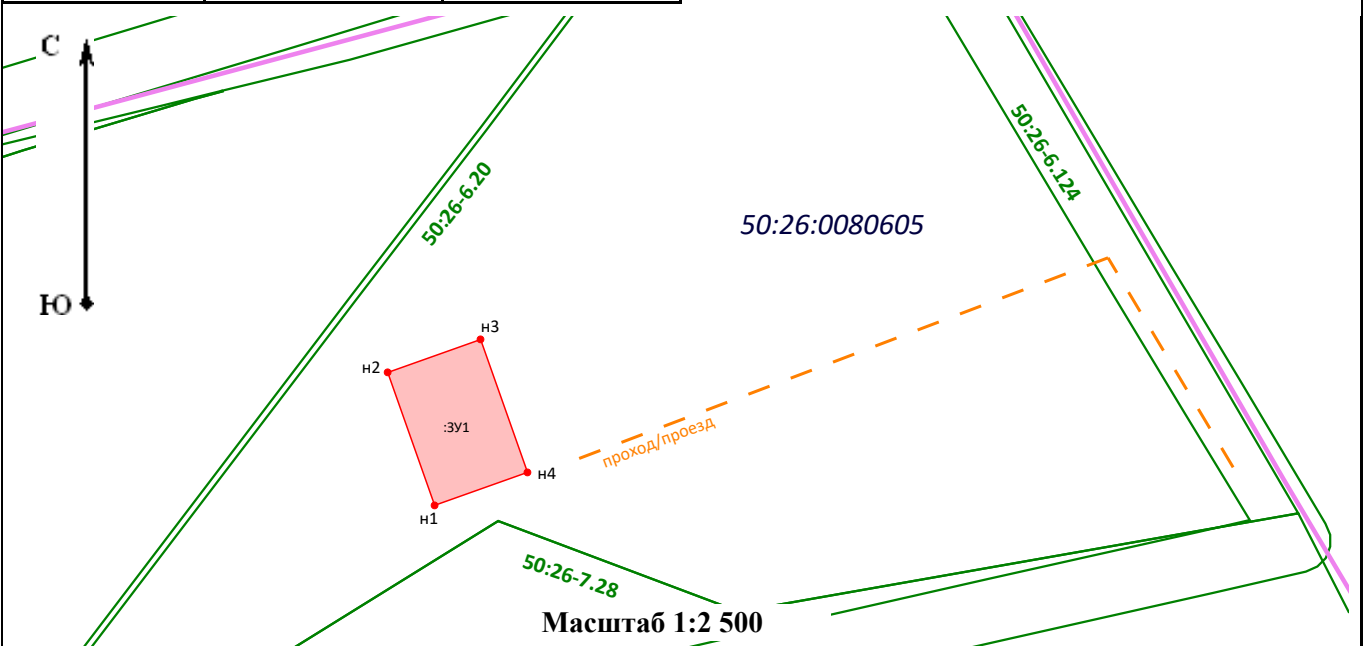 С
50:26-6.124
50:26-6.20
50:26:0080605
Ю
н3
н2
:ЗУ1
проход/проезд
н4
н1
50:26-7.28
Масштаб 1:2 500